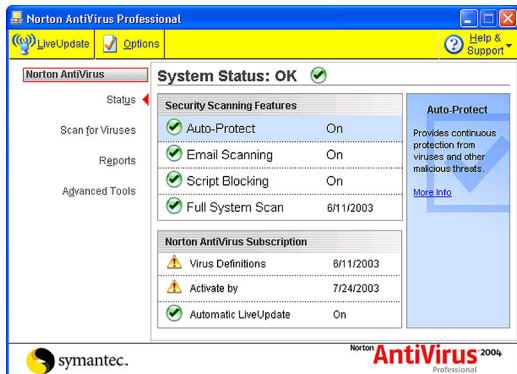 Norton AntiVirus Professional
LiveUpdate
Options
Help & Support
Norton AntiVirus
Status
Scan for Viruses
Reports
Advanced Tools
System Status: OK
Security Scanning Features
Auto-Protect On
Email Scanning On
Script Blocking On
Full System Scan 6/11/2003
Norton AntiVirus Subscription
Virus Definitions 6/11/2003
Activate by 7/24/2003
Automatic LiveUpdate On
Auto-Protect
Provides continuous
protection from
viruses and other
malicious threats.
More Info
symantec.
Norton AntiVirus 2004
Professional